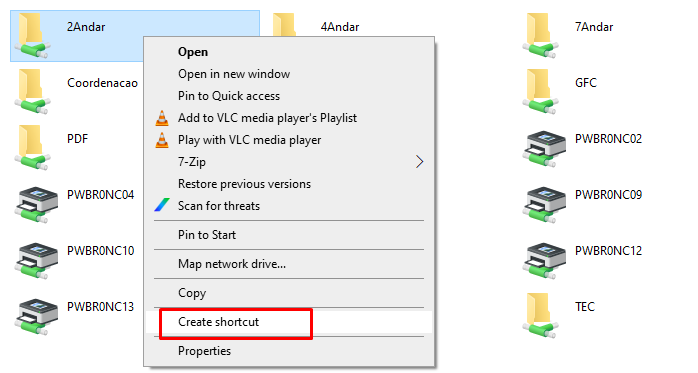 2Andar
4Andar
7Andar
Coordenacao
GFC
PDF
PWBR0NC02
PWBR0NC04
PWBR0NC09
PWBR0NC10
PWBR0NC12
PWBR0NC13
TEC
Open
Open in new window
Pin to Quick access
Add to VLC media player's Playlist
Play with VLC media player
7-Zip
Restore previous versions
Scan for threats
Pin to Start
Map network drive...
Copy
Create shortcut
Properties